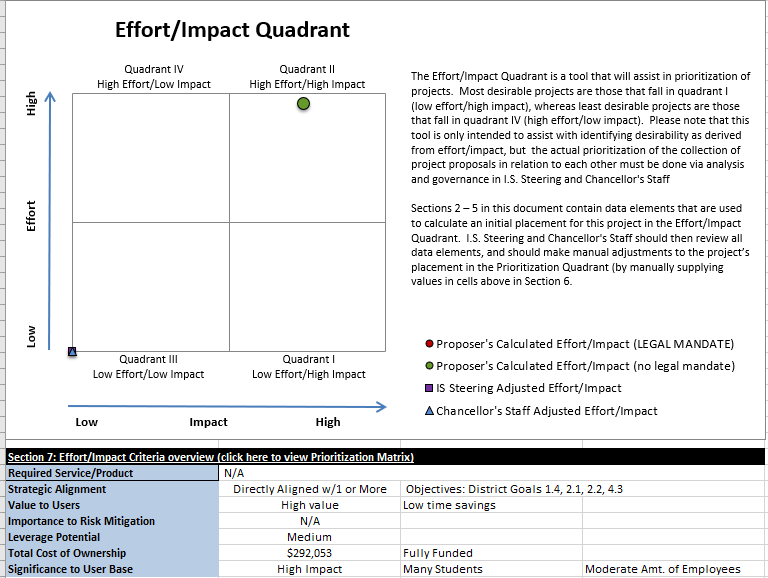 Effort/Impact Quadrant
Quadrant IV
High Effort/Low Impact
Quadrant II
High Effort/High Impact
High
Effort
Low
Quadrant III
Low Effort/Low Impact
Quadrant I
Low Effort/High Impact
Low
Impact
High
The Effort/Impact Quadrant is a tool that will assist in prioritization of
projects.  Most desirable projects are those that fall in quadrant I
(low effort/high impact), whereas least desirable projects are those
that fall in quadrant IV (high effort/low impact).  Please note that this
tool is only intended to assist with identifying desirability as derived
from effort/impact, but  the actual prioritization of the collection of
project proposals in relation to each other must be done via analysis
and governance in I.S. Steering and Chancellor's Staff
Sections 2 – 5 in this document contain data elements that are used
to calculate an initial placement for this project in the Effort/Impact
Quadrant.  I.S. Steering and Chancellor's Staff should then review all
data elements, and should make manual adjustments to the project's
placement in the Prioritization Quadrant (by manually supplying
values in cells above in Section 6.
Proposer's Calculated Effort/Impact (LEGAL MANDATE)
Proposer's Calculated Effort/Impact (no legal mandate)
IS Steering Adjusted Effort/Impact
Chancellor's Staff Adjusted Effort/Impact
Section 7: Effort/Impact Criteria overview (click here to view Prioritization Matrix)
Required Service/Product N/A
Strategic Alignment Directly Aligned w/1 or More Objectives: District Goals 1.4, 2.1, 2.2, 4.3
Value to Users High value Low time savings
Importance to Risk Mitigation N/A
Leverage Potential Medium
Total Cost of Ownership $292,053 Fully Funded
Significance to User Base High Impact Many Students Moderate Amt. of Employees